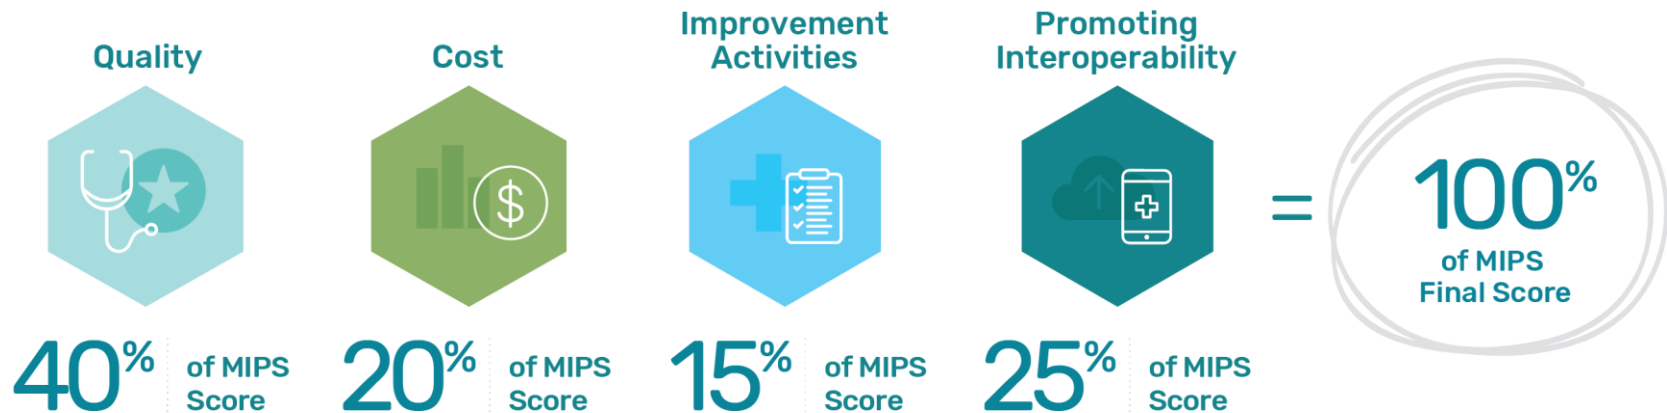 Quality
Cost
Improvement
Activities
Promoting
Interoperability
$
=
100%
of MIPS
Final Score
40%
of MIPS
Score
20%
of MIPS
Score
15%
of MIPS
Score
25%
of MIPS
Score